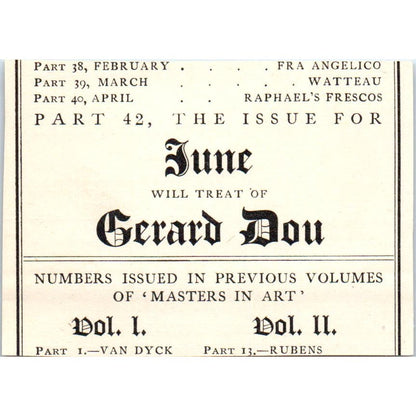 PART 38, FEBRUARY . . . . FRA ANGELICO
PART 39, MARCH . . . . . WATTEAU
PART 40, APRIL . . RAPHAEL'S FRESCOS
PART 42, THE ISSUE FOR
June
WILL TREAT OF
Gerard Dou
NUMBERS ISSUED IN PREVIOUS VOLUMES
OF 'MASTERS IN ART'
Vol. I. Vol. II.
PART 1.—VAN DYCK PART 13.—RUBENS